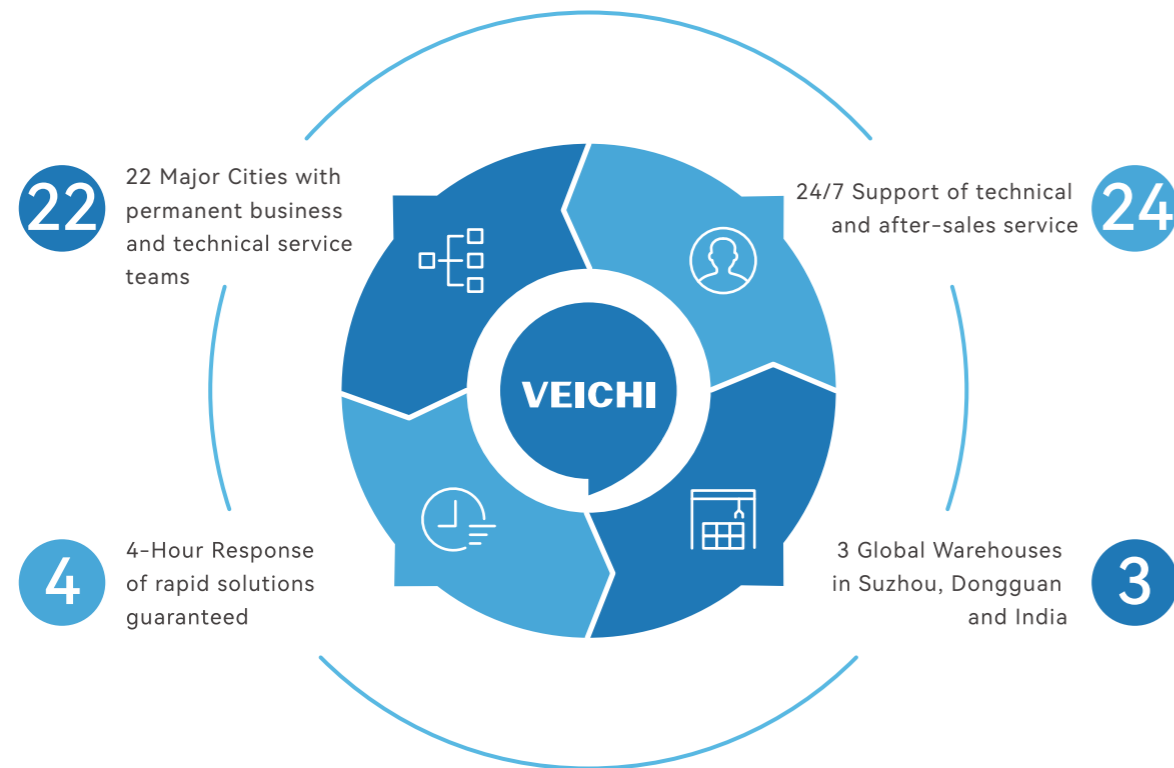 22
22 Major Cities with
permanent business
and technical service
teams
24/7 Support of technical
and after-sales service
24
VEICHI
4
4-Hour Response
of rapid solutions
guaranteed
3 Global Warehouses
in Suzhou, Dongguan
and India
3